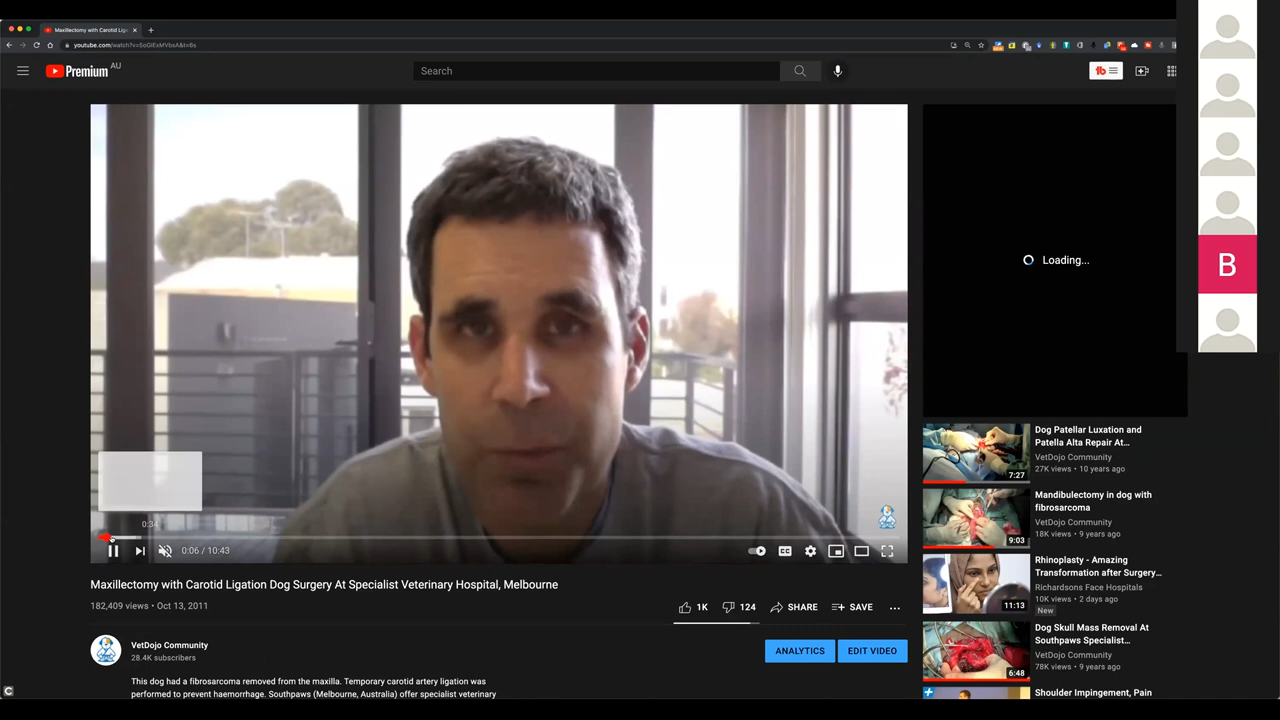 Maxillectomy with Carotid Liga
youtube.com/watch?v=
Premium AU
Search
Loading...
0:34
0:06 / 10:43
Maxillectomy with Carotid Ligation Dog Surgery At Specialist Veterinary Hospital, Melbourne
182,409 views • Oct 13, 2011
1K
124
SHARE
SAVE
VetDojo Community
28.4K subscribers
ANALYTICS
EDIT VIDEO
This dog had a fibrosarcoma removed from the maxilla. Temporary carotid artery ligation was
performed to prevent haemorrhage. Southpaws (Melbourne, Australia) offer specialist veterinary
Dog Patellar Luxation and
Patella Alta Repair At...
VetDojo Community
27K views • 10 years ago
7:27
Mandibulectomy in dog with
fibrosarcoma
VetDojo Community
18K views • 9 years ago
9:03
Rhinoplasty - Amazing
Transformation after Surgery...
Richardsons Face Hospitals
10K views • 2 days ago
New
11:13
Dog Skull Mass Removal At
Southpaws Specialist...
VetDojo Community
78K views • 9 years ago
6:48
Shoulder Impingement, Pain
B
CC